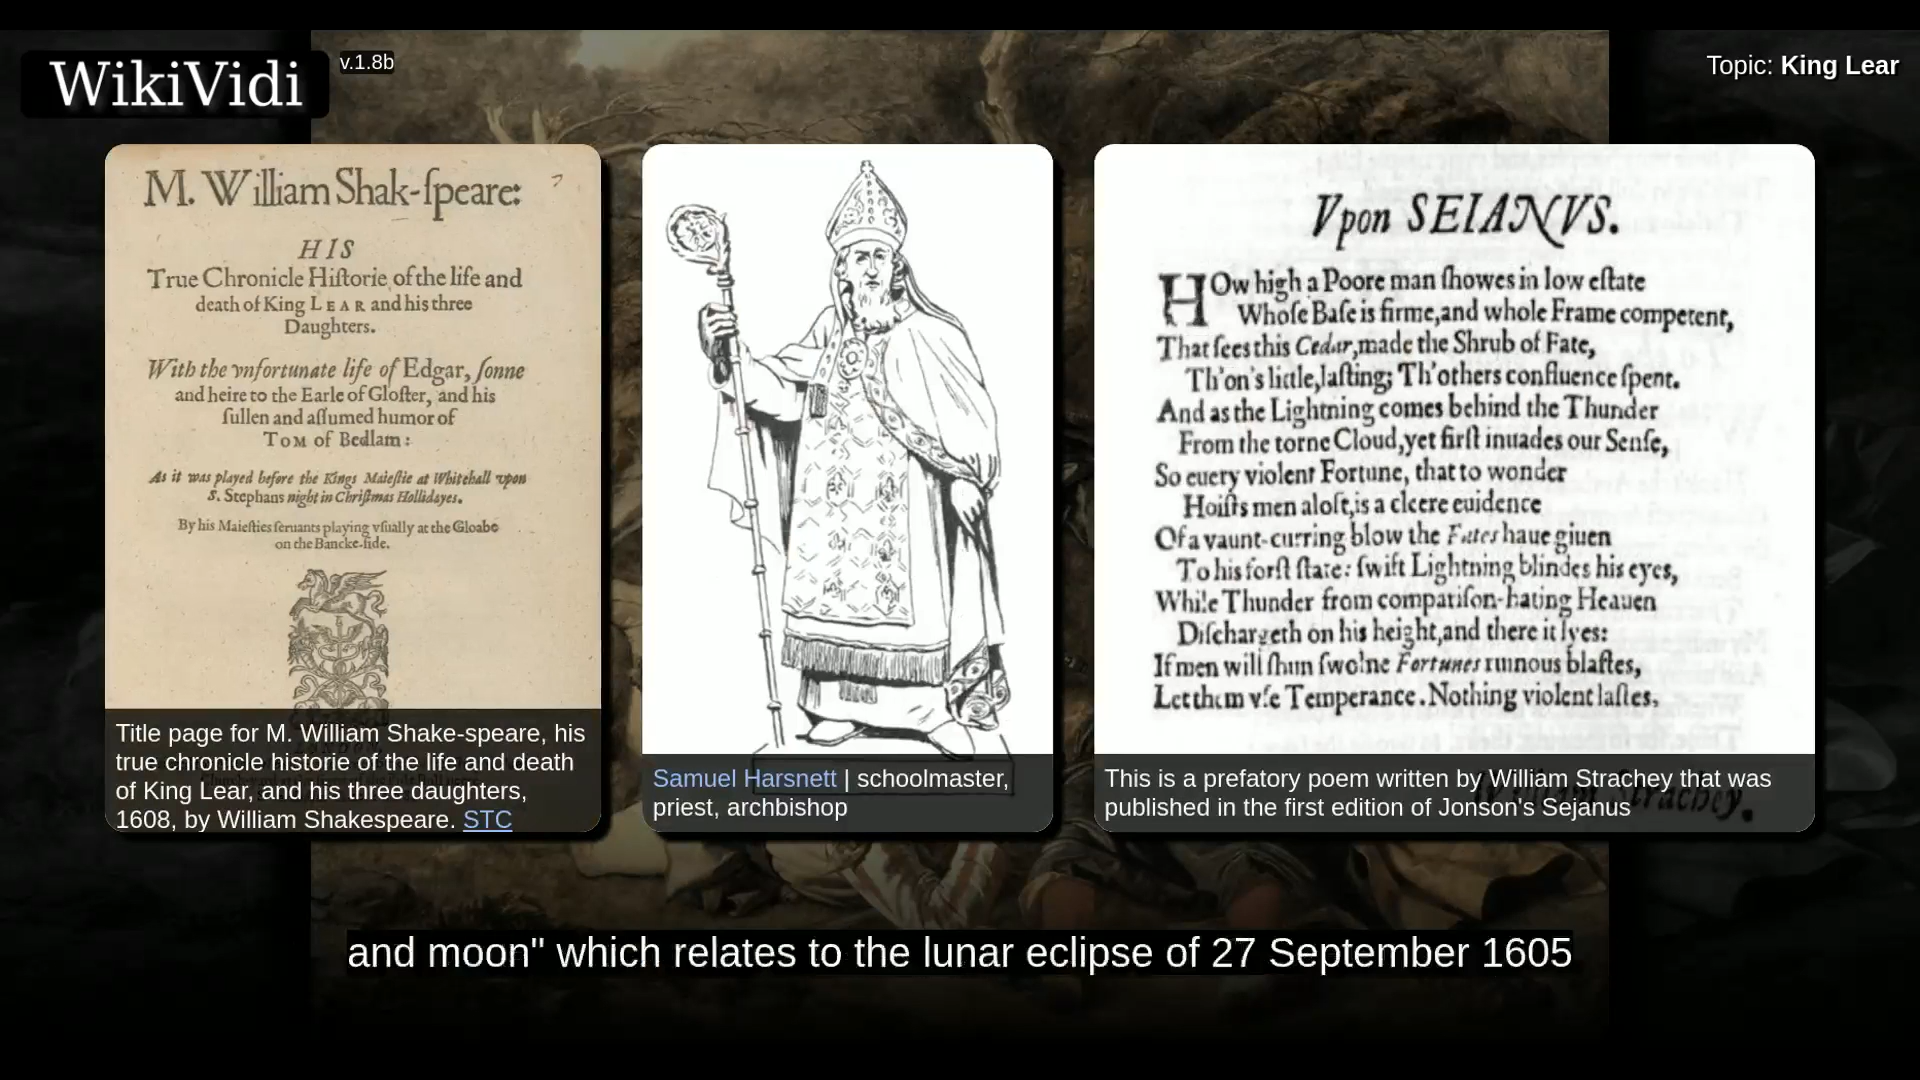 WikiVidi
v.1.8b
Topic: King Lear
M. William Shak-ſpeare:
HIS
True Chronicle Hiſtorie of the life and
death of King LEAR and his three
Daughters.
With the vnfortunate life of Edgar, ſonne
and heire to the Earle of Gloſter, and his
ſullen and aſſumed humor of
TOM of Bedlam:
As it was played before the Kings Maieſtie at Whitehall vpon
S. Stephans night in Chriſtmas Hollidayes.
By his Maieſties ſeruants playing vſually at the Gloabe
on the Bancke-ſide.
Title page for M. William Shake-speare, his
true chronicle historie of the life and death
of King Lear, and his three daughters,
1608, by William Shakespeare. STC
Samuel Harsnett | schoolmaster,
priest, archbishop
Vpon SEIANVS.
HOw high a Poore man ſhowes in low eſtate
Whoſe Baſe is firme,and whole Frame competent,
That ſees this Cedar,made the Shrub of Fate,
Th'on's little,laſting; Th'others confluence ſpent.
And as the Lightning comes behind the Thunder
From the torne Cloud,yet firſt inuades our Senſe,
So euery violent Fortune, that to wonder
Hoiſts men aloft,is a cleere euidence
Of a vaunt-curring blow the Fates haue giuen
To his forſt ſtate: ſwift Lightning blindes his eyes,
While Thunder from compariſon-hating Heauen
Diſchargeth on his height,and there it lyes:
If men will ſhun ſwolne Fortunes ruinous blaſtes,
Let them vſe Temperance. Nothing violent laſtes.
William Strachey.
This is a prefatory poem written by William Strachey that was
published in the first edition of Jonson's Sejanus
and moon" which relates to the lunar eclipse of 27 September 1605